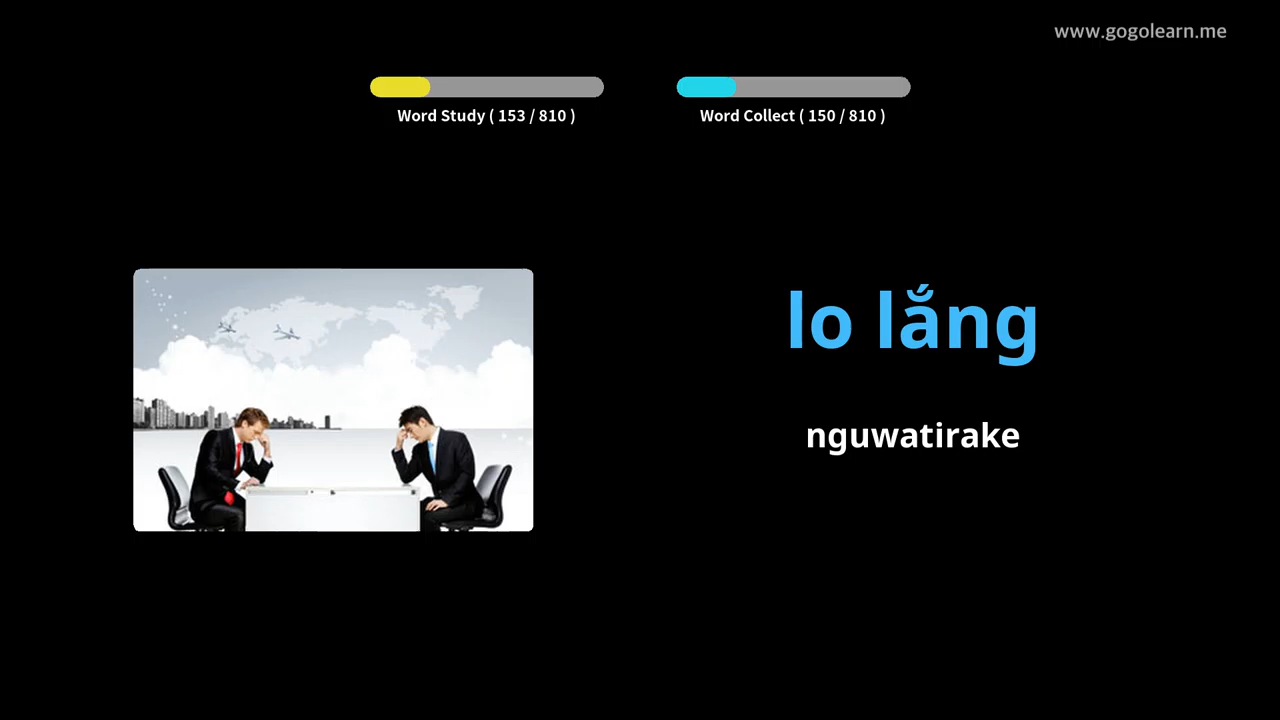 www.gogolearn.me
Word Study ( 153 / 810 )
Word Collect ( 150 / 810 )
lo lắng
nguwatirake